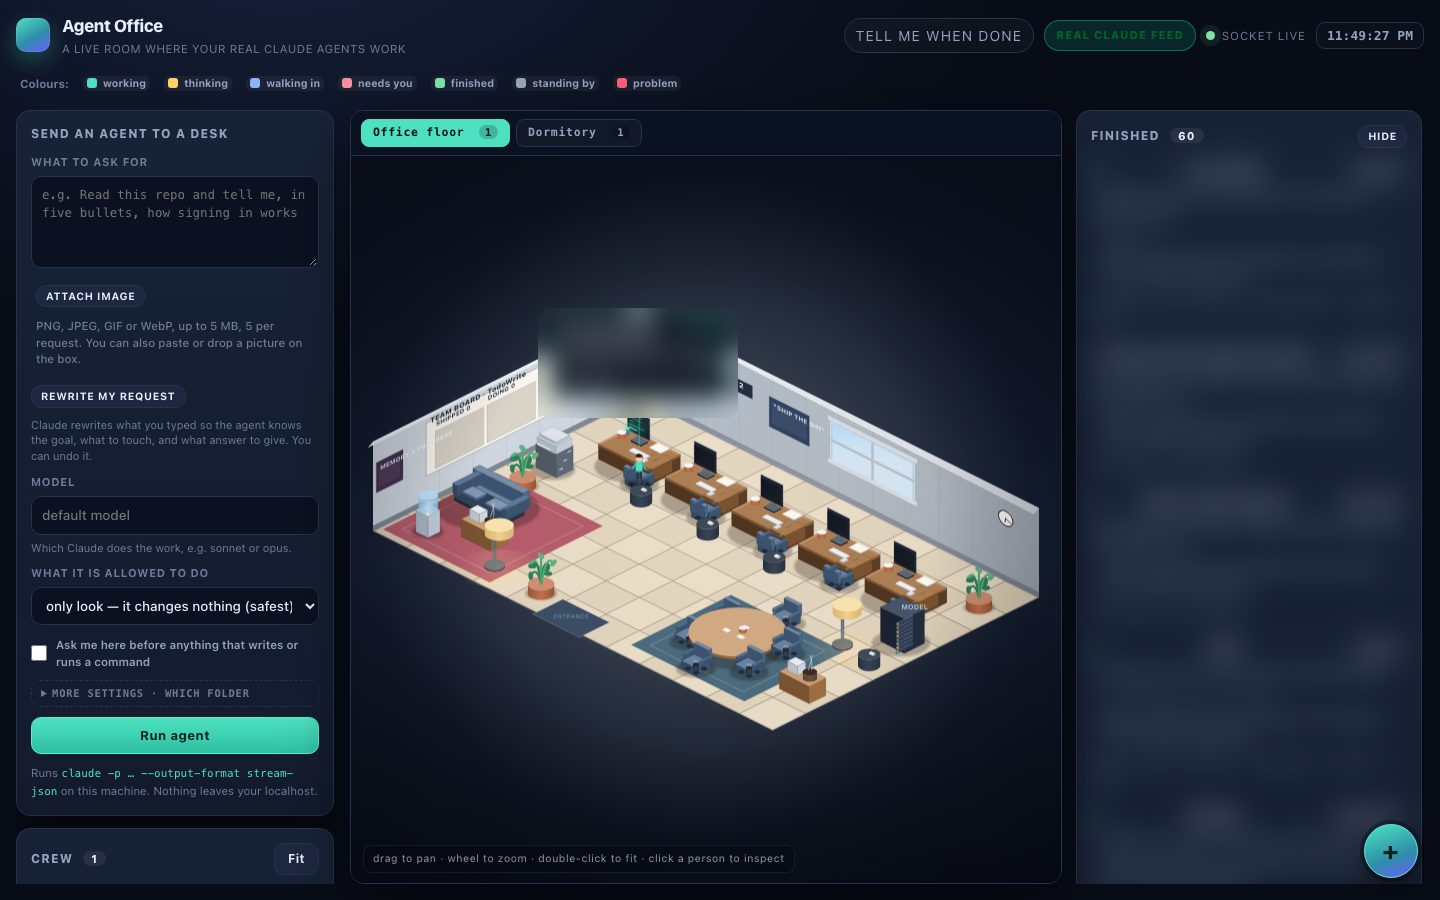 Agent Office
A LIVE ROOM WHERE YOUR REAL CLAUDE AGENTS WORK
TELL ME WHEN DONE
REAL CLAUDE FEED
SOCKET LIVE
11:49:27 PM
Colours:
working
thinking
walking in
needs you
finished
standing by
problem
SEND AN AGENT TO A DESK
WHAT TO ASK FOR
e.g. Read this repo and tell me, in
five bullets, how signing in works
ATTACH IMAGE
PNG, JPEG, GIF or WebP, up to 5 MB, 5 per
request. You can also paste or drop a picture on
the box.
REWRITE MY REQUEST
Claude rewrites what you typed so the agent knows
the goal, what to touch, and what answer to give. You
can undo it.
MODEL
default model
Which Claude does the work, e.g. sonnet or opus.
WHAT IT IS ALLOWED TO DO
only look — it changes nothing (safest)
Ask me here before anything that writes or
runs a command
MORE SETTINGS · WHICH FOLDER
Run agent
Runs claude -p … --output-format stream-
json on this machine. Nothing leaves your localhost.
CREW 1
Fit
Office floor 1
Dormitory 1
TEAM BOARD - TodoWrite
SHIPPED 0
DOING 0
"SHIP THE
ENTRANCE
MODEL
drag to pan · wheel to zoom · double-click to fit · click a person to inspect
FINISHED 60
HIDE
+